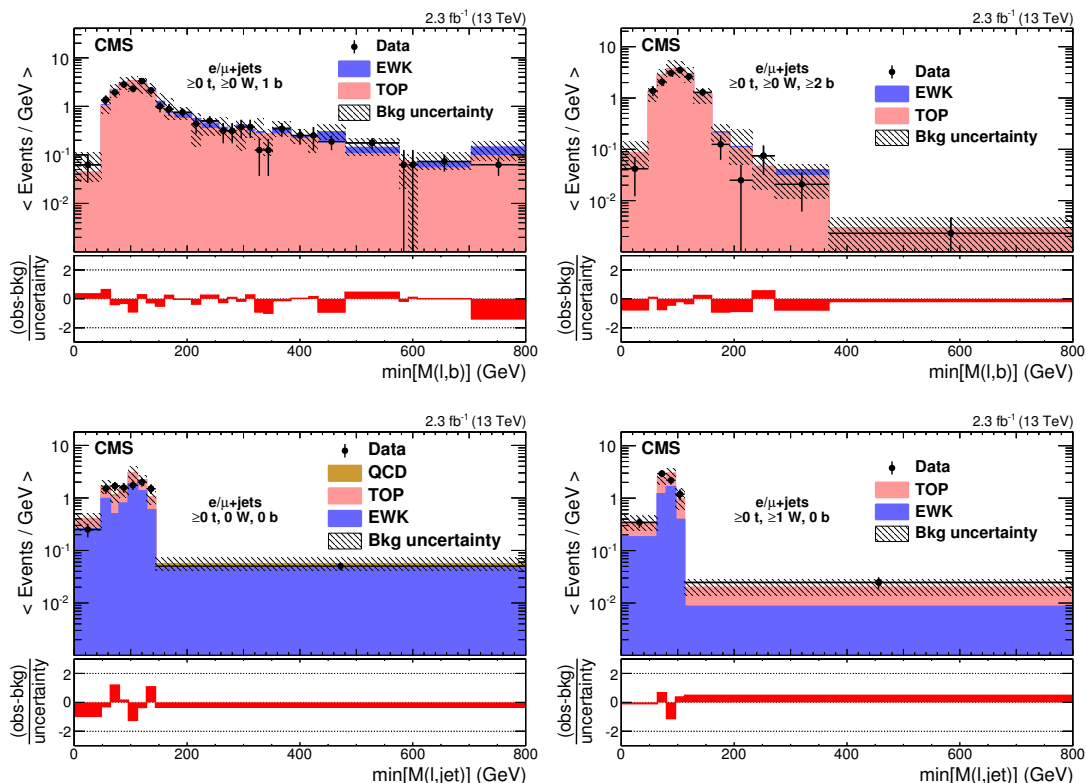 2.3 fb⁻¹ (13 TeV)
CMS
e/μ+jets
≥0 t, ≥0 W, 1 b
Data
EWK
TOP
Bkg uncertainty
< Events / GeV >
10
1
10⁻¹
10⁻²
(obs-bkg)
uncertainty
2
0
-2
0 200 400 600 800
min[M(l,b)] (GeV)
2.3 fb⁻¹ (13 TeV)
CMS
e/μ+jets
≥0 t, ≥0 W, ≥2 b
Data
EWK
TOP
Bkg uncertainty
< Events / GeV >
10
1
10⁻¹
10⁻²
(obs-bkg)
uncertainty
2
0
-2
0 200 400 600 800
min[M(l,b)] (GeV)
2.3 fb⁻¹ (13 TeV)
CMS
e/μ+jets
≥0 t, 0 W, 0 b
Data
QCD
TOP
EWK
Bkg uncertainty
< Events / GeV >
10
1
10⁻¹
10⁻²
(obs-bkg)
uncertainty
2
0
-2
0 200 400 600 800
min[M(l,jet)] (GeV)
2.3 fb⁻¹ (13 TeV)
CMS
e/μ+jets
≥0 t, ≥1 W, 0 b
Data
TOP
EWK
Bkg uncertainty
< Events / GeV >
10
1
10⁻¹
10⁻²
(obs-bkg)
uncertainty
2
0
-2
0 200 400 600 800
min[M(l,jet)] (GeV)